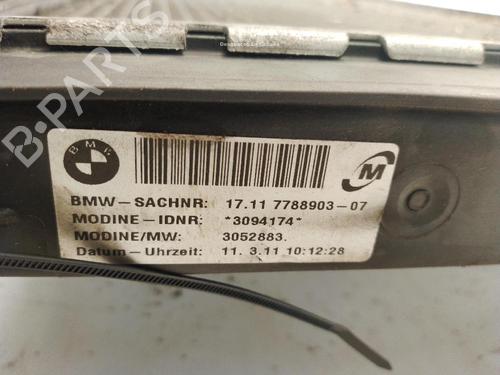 BMW
BMW-SACHNR: 17.11 7788903-07
MODINE-IDNR: *3094174*
MODINE/MW: 3052883.
Datum-Uhrzeit: 11. 3.11 10:12:28
B-PARTS